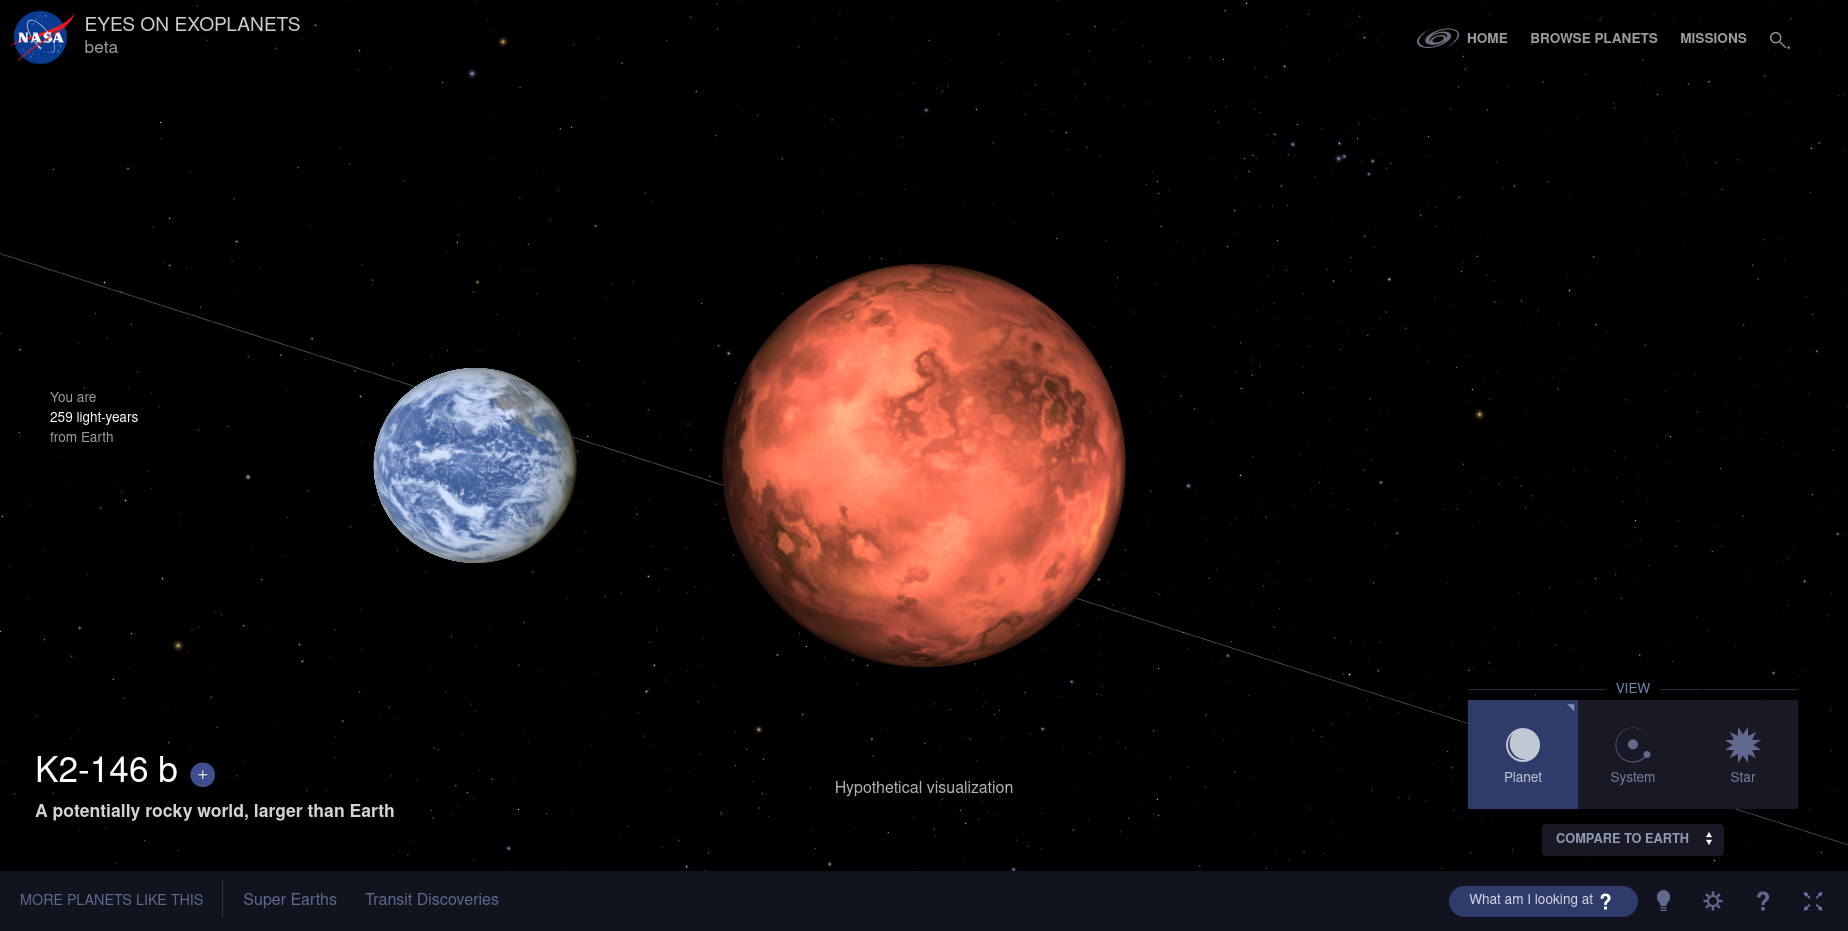 NASA
EYES ON EXOPLANETS
beta
HOME
BROWSE PLANETS
MISSIONS
You are
259 light-years
from Earth
K2-146 b +
A potentially rocky world, larger than Earth
Hypothetical visualization
VIEW
Planet
System
Star
COMPARE TO EARTH
MORE PLANETS LIKE THIS
Super Earths
Transit Discoveries
What am I looking at ?
?